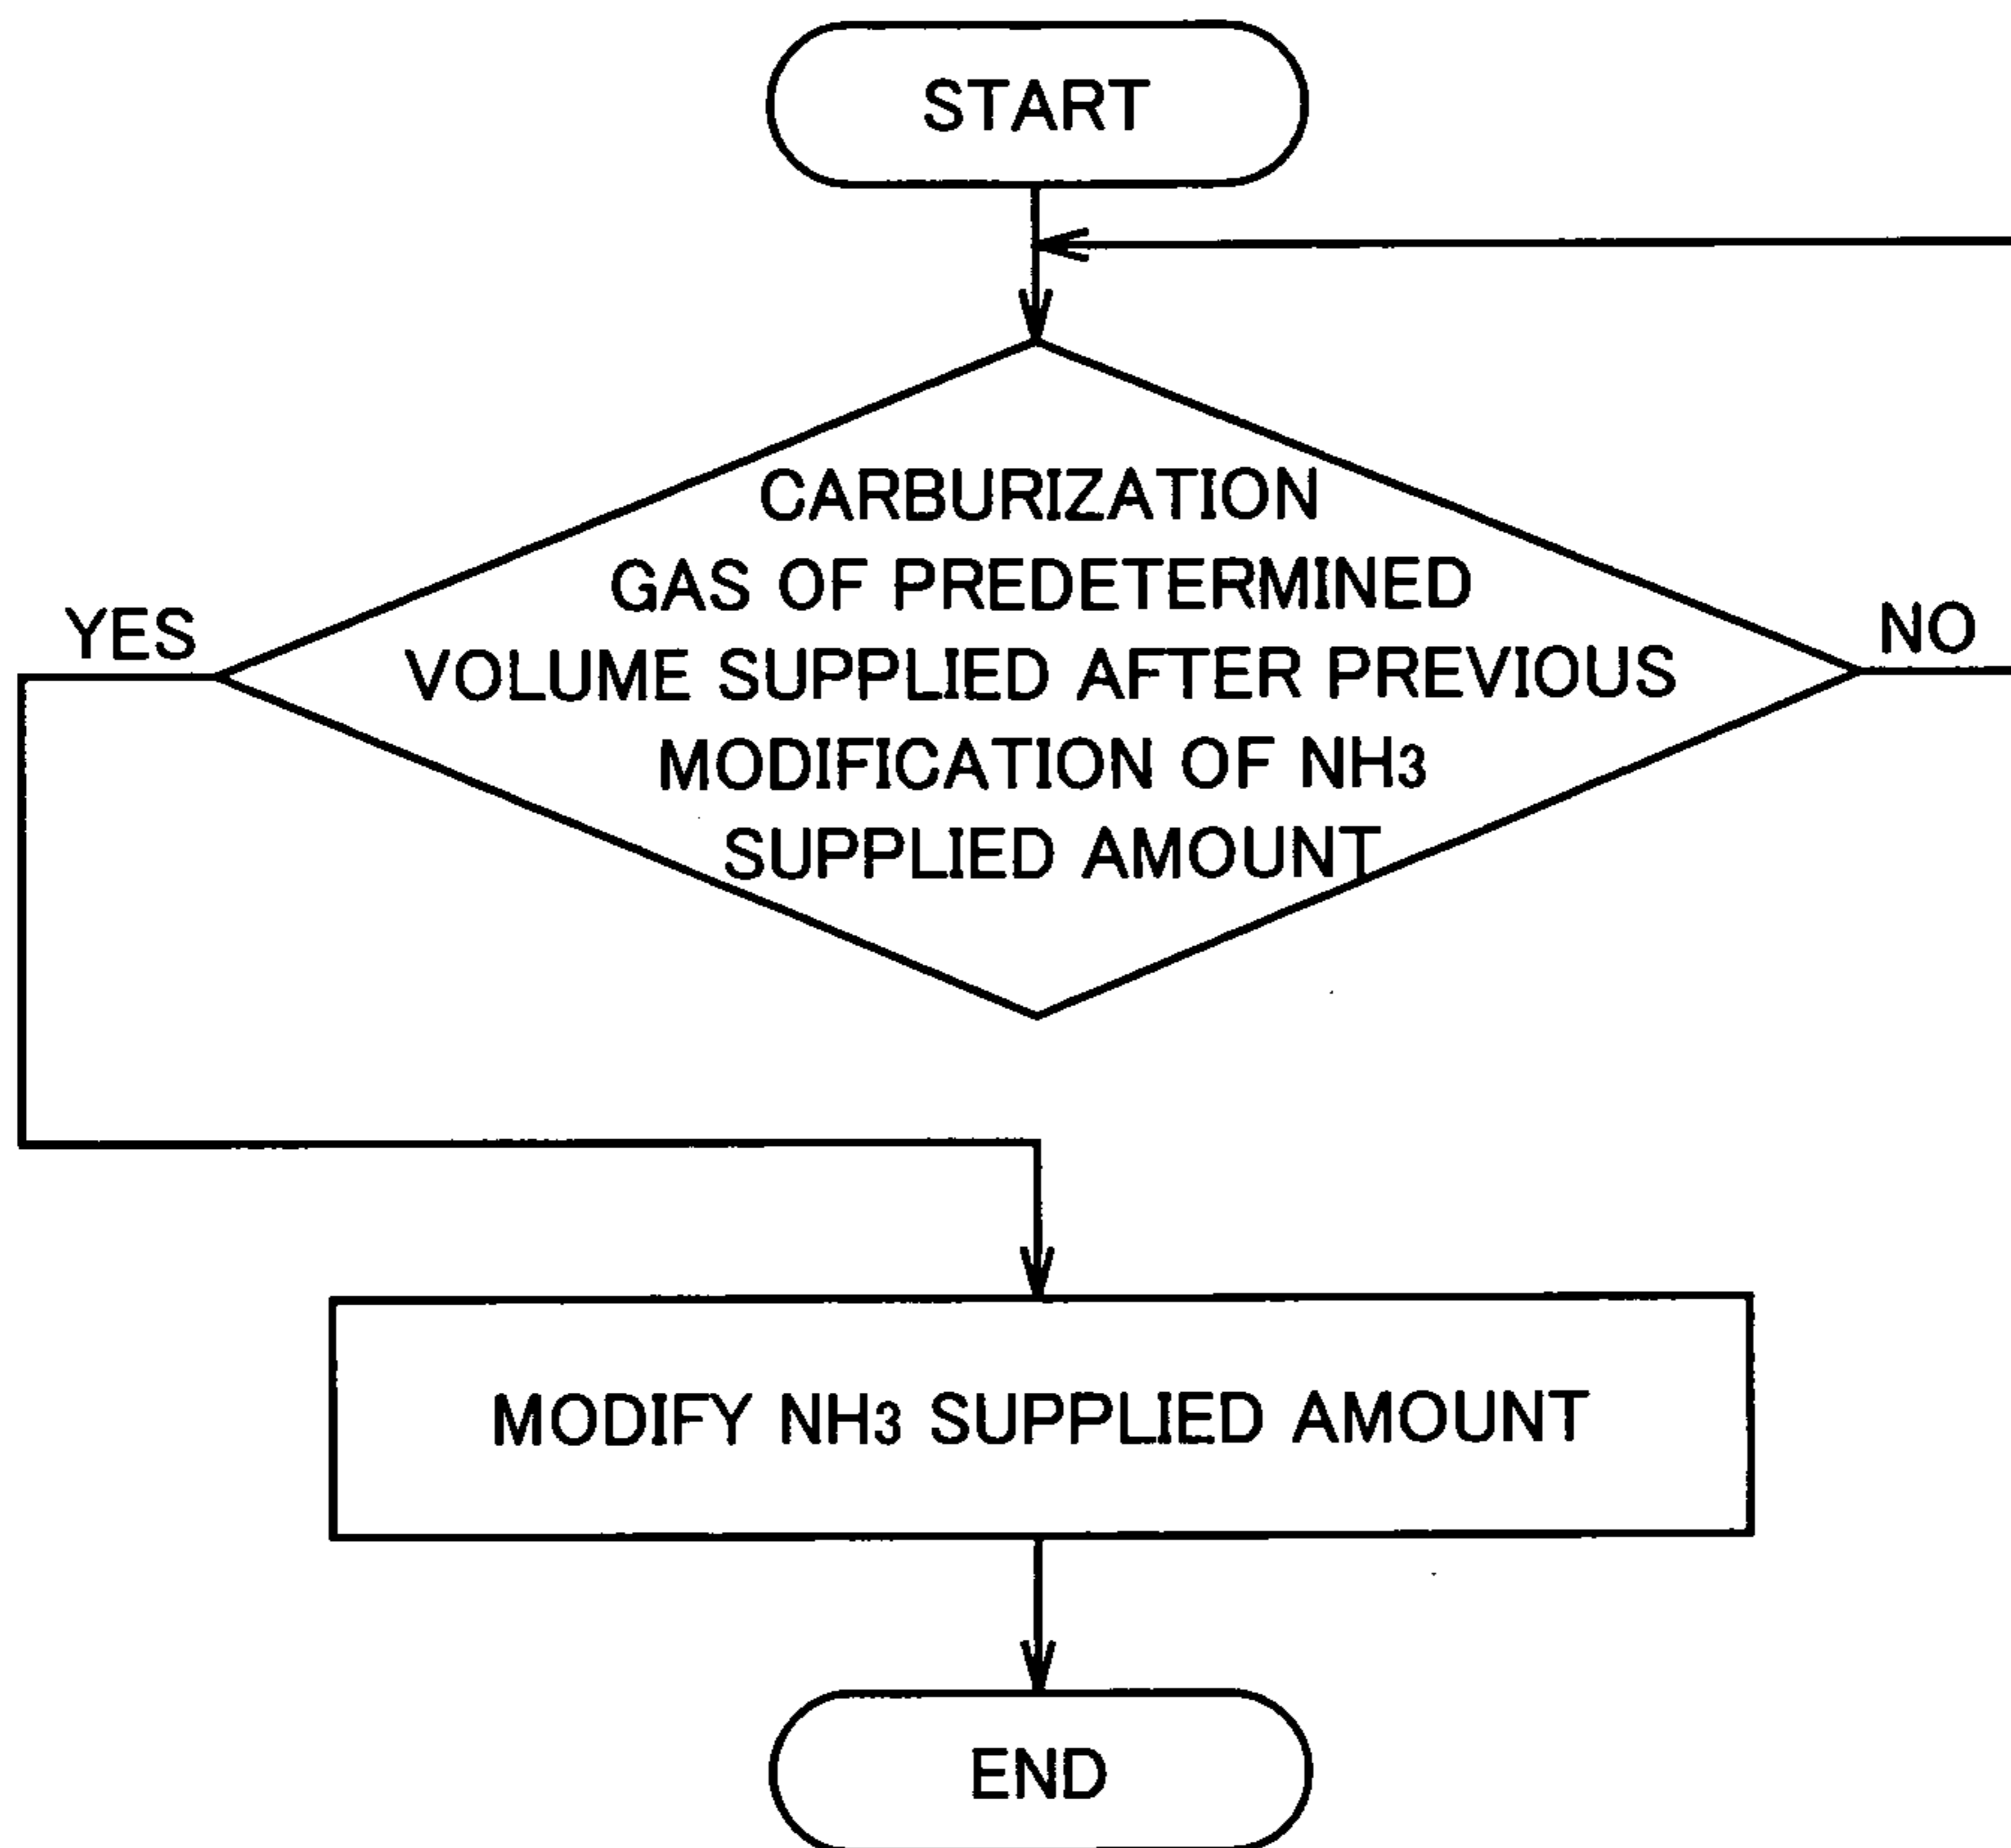 START
CARBURIZATION
GAS OF PREDETERMINED
YES
NO
VOLUME SUPPLIED AFTER PREVIOUS
MODIFICATION OF NH3
SUPPLIED AMOUNT
MODIFY NH3 SUPPLIED AMOUNT
END